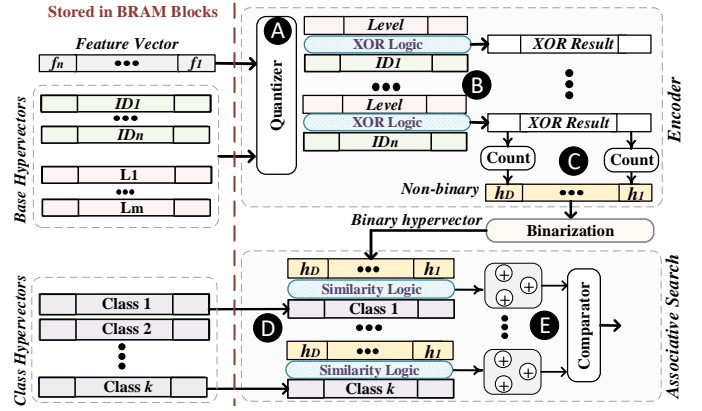 Stored in BRAM Blocks
Feature Vector
fn ••• f1
Base Hypervectors
ID1
•••
IDn
L1
•••
Lm
Quantizer
A
Level
XOR Logic
ID1
•••
Level
XOR Logic
IDn
B
XOR Result
XOR Result
Count
Count
C
Non-binary
hD ••• h1
Encoder
Binary hypervector
Binarization
Class Hypervectors
Class 1
Class 2
Class k
D
hD ••• h1
Similarity Logic
Class 1
•••
hD ••• h1
Similarity Logic
Class k
+ + +
+ + +
E
Comparator
Associative Search